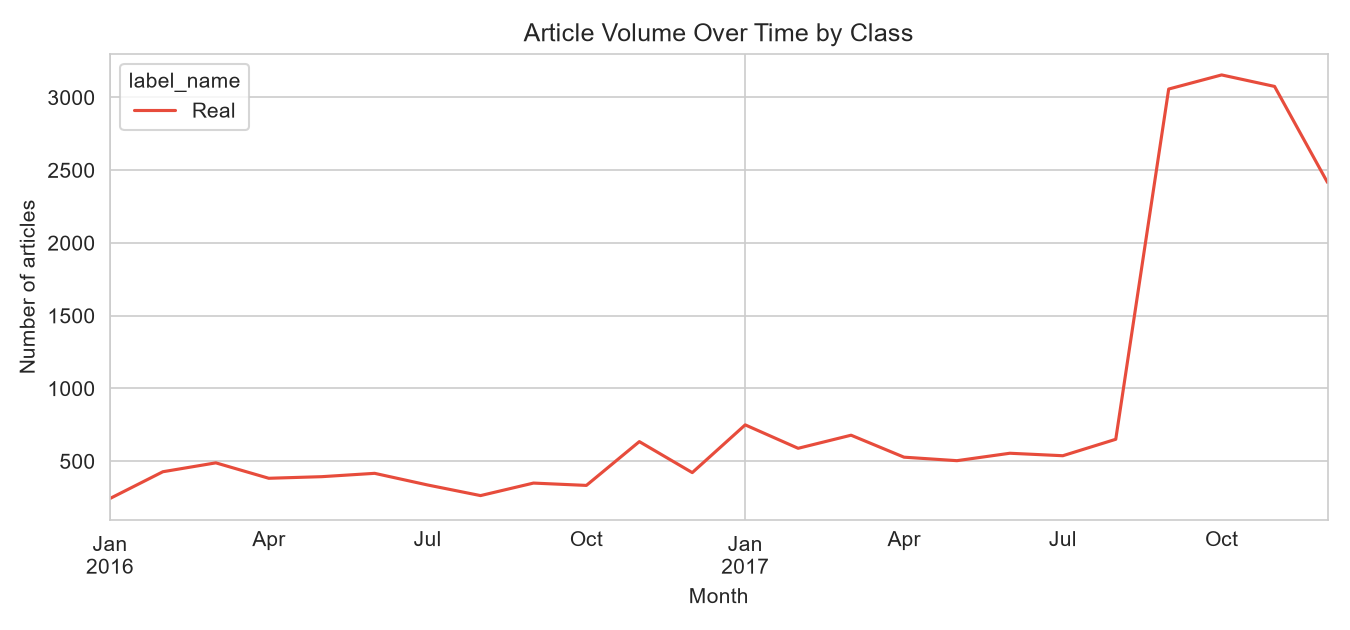 Article Volume Over Time by Class
label_name
Real
Number of articles
3000
2500
2000
1500
1000
500
Jan
2016
Apr
Jul
Oct
Jan
2017
Apr
Jul
Oct
Month